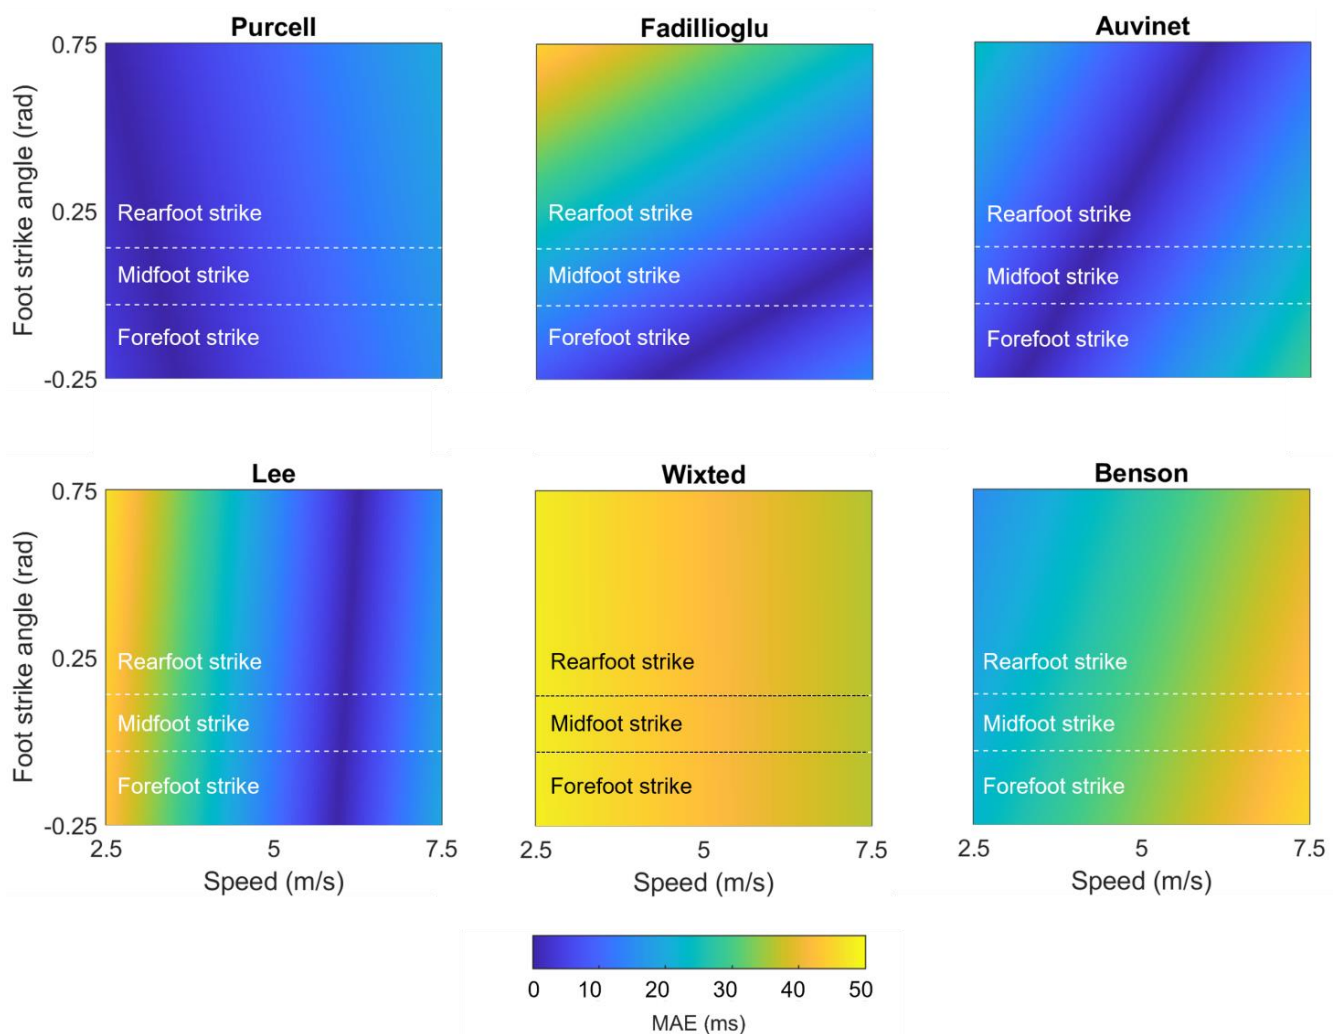 Purcell
Fadillioglu
Auvinet
Foot strike angle (rad)
0.75
0.25
-0.25
Rearfoot strike
Midfoot strike
Forefoot strike
Rearfoot strike
Midfoot strike
Forefoot strike
Rearfoot strike
Midfoot strike
Forefoot strike
Lee
Wixted
Benson
Foot strike angle (rad)
0.75
0.25
-0.25
Rearfoot strike
Midfoot strike
Forefoot strike
Rearfoot strike
Midfoot strike
Forefoot strike
Rearfoot strike
Midfoot strike
Forefoot strike
2.5 5 7.5
2.5 5 7.5
2.5 5 7.5
Speed (m/s)
Speed (m/s)
Speed (m/s)
0 10 20 30 40 50
MAE (ms)